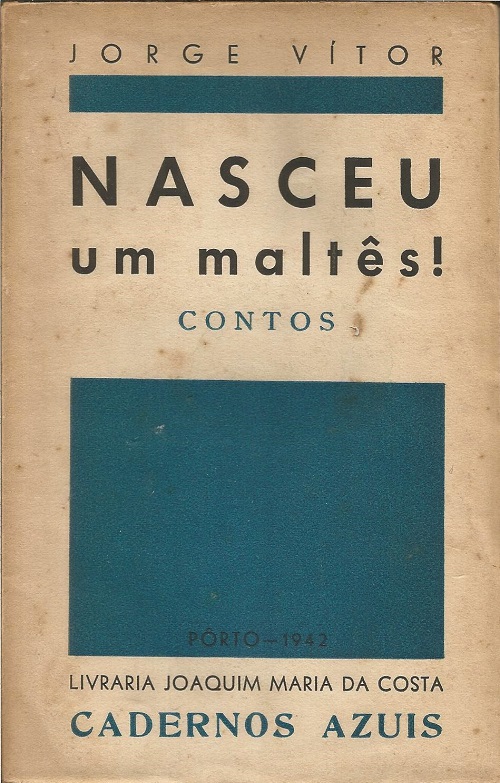 JORGE VÍTOR
NASCEU
um maltês!
CONTOS
PÔRTO—1942
LIVRARIA JOAQUIM MARIA DA COSTA
CADERNOS AZUIS